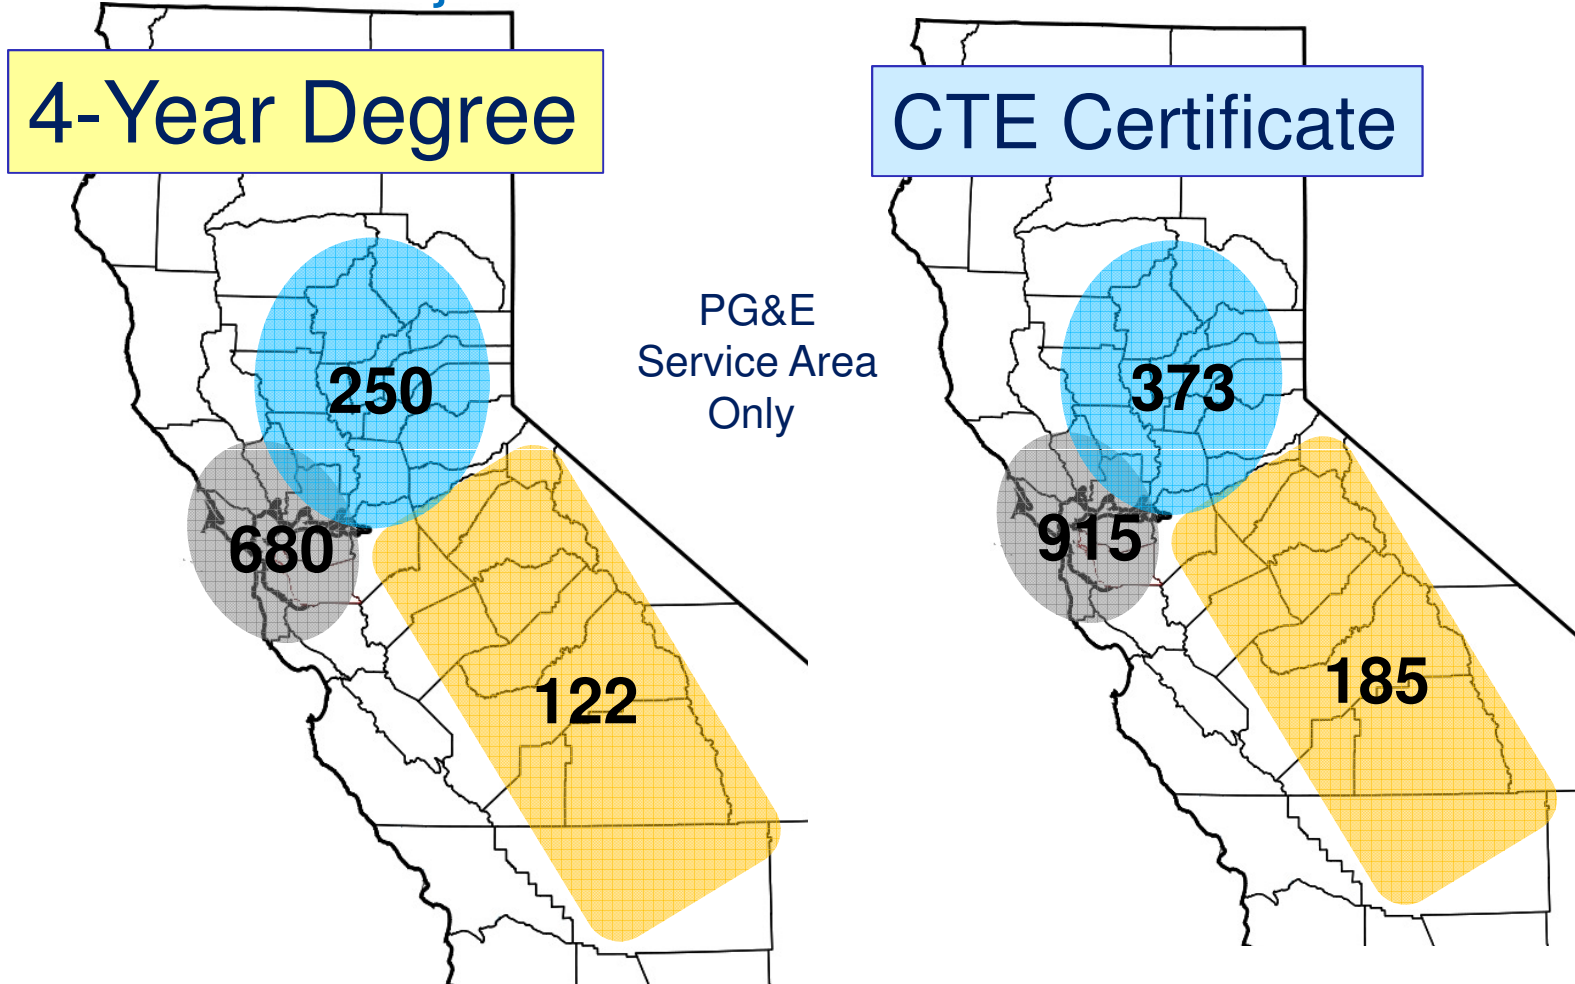 4-Year Degree
CTE Certificate
PG&E
Service Area
Only
250
680
122
373
915
185